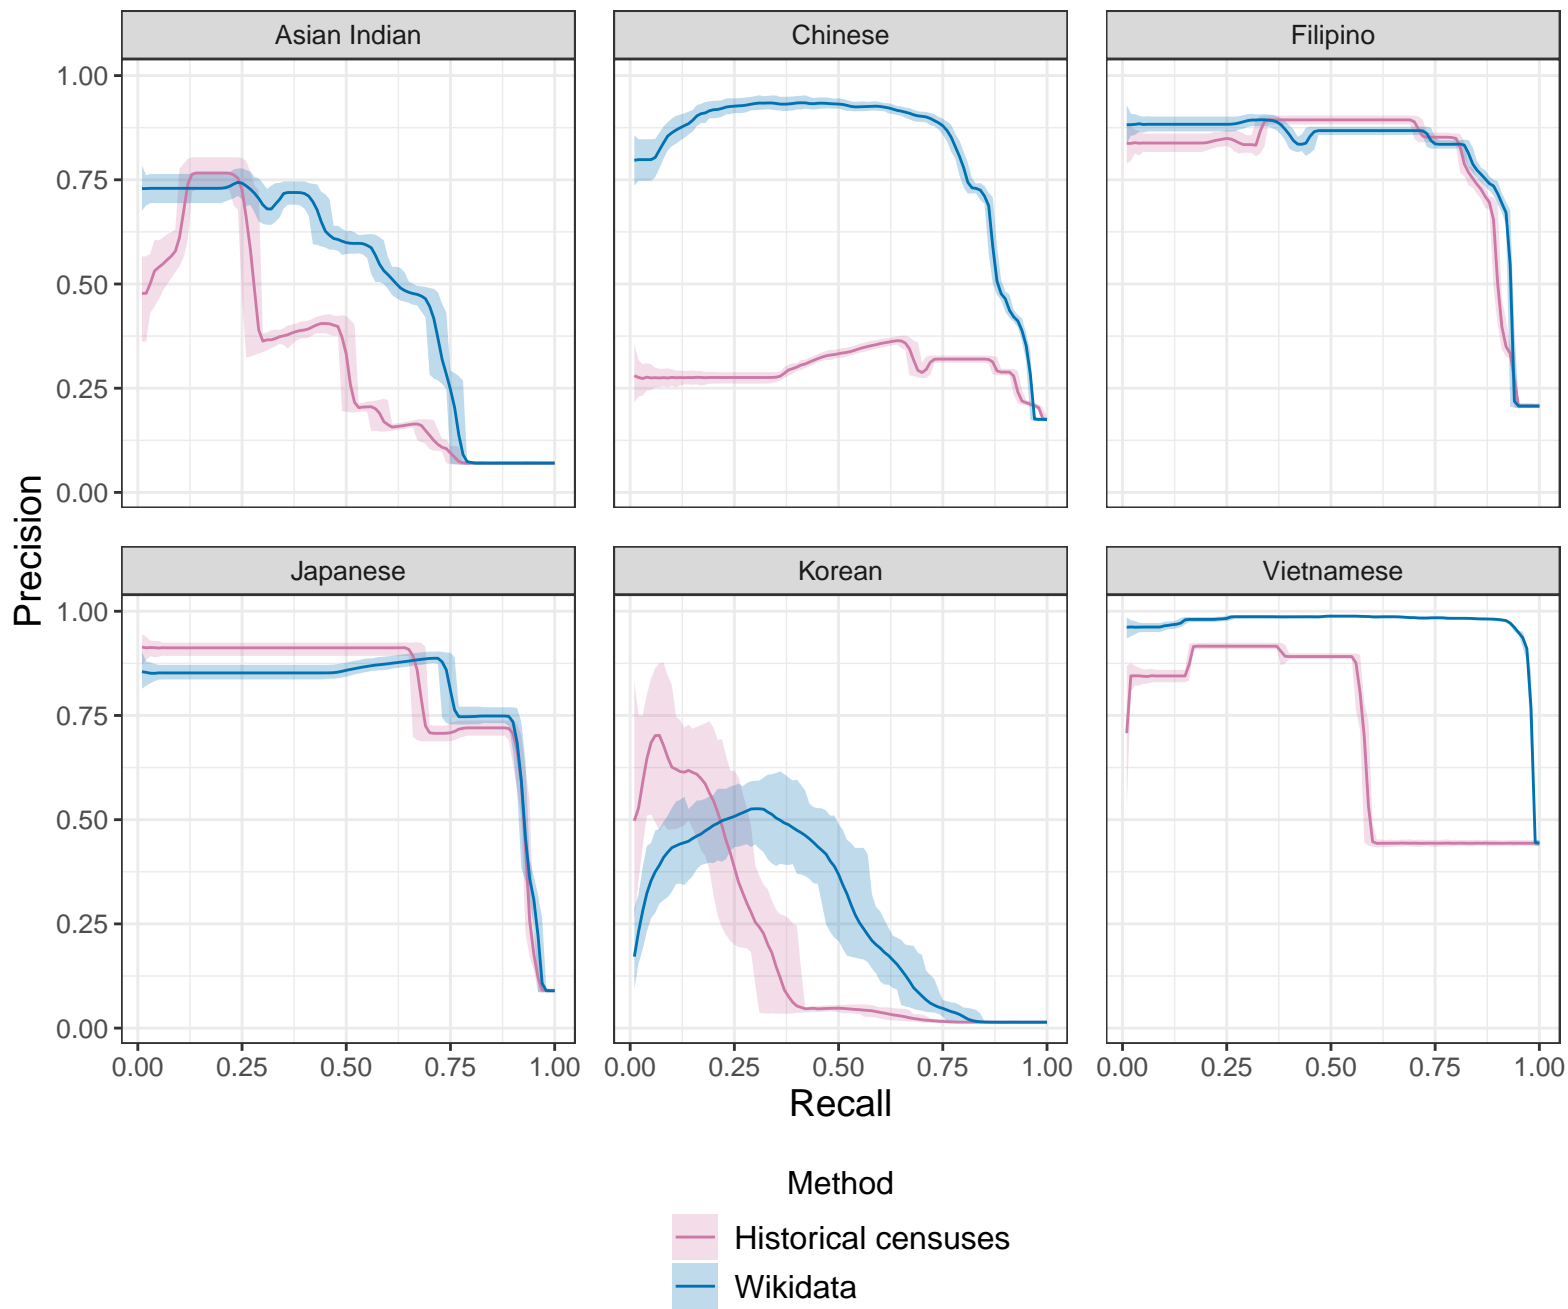 Asian Indian
Chinese
Filipino
1.00
0.75
0.50
0.25
0.00
Precision
Japanese
Korean
Vietnamese
1.00
0.75
0.50
0.25
0.00
0.00 0.25 0.50 0.75 1.00
0.00 0.25 0.50 0.75 1.00
0.00 0.25 0.50 0.75 1.00
Recall
Method
Historical censuses
Wikidata